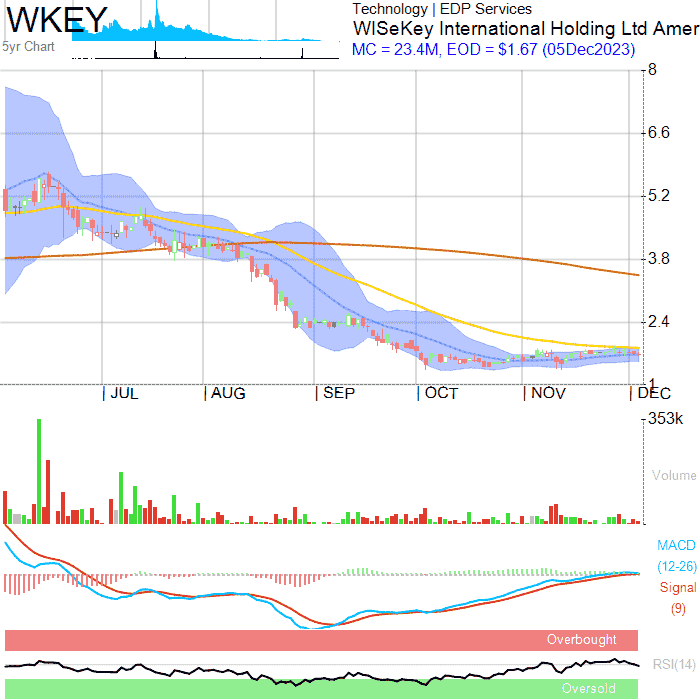 WKEY
5yr Chart
Technology | EDP Services
WISeKey International Holding Ltd Amer
MC = 23.4M, EOD = $1.67 (05Dec2023)
8
6.6
5.2
3.8
2.4
1
JUL
AUG
SEP
OCT
NOV
DEC
353k
Volume
MACD
(12-26)
Signal
(9)
Overbought
RSI(14)
Oversold